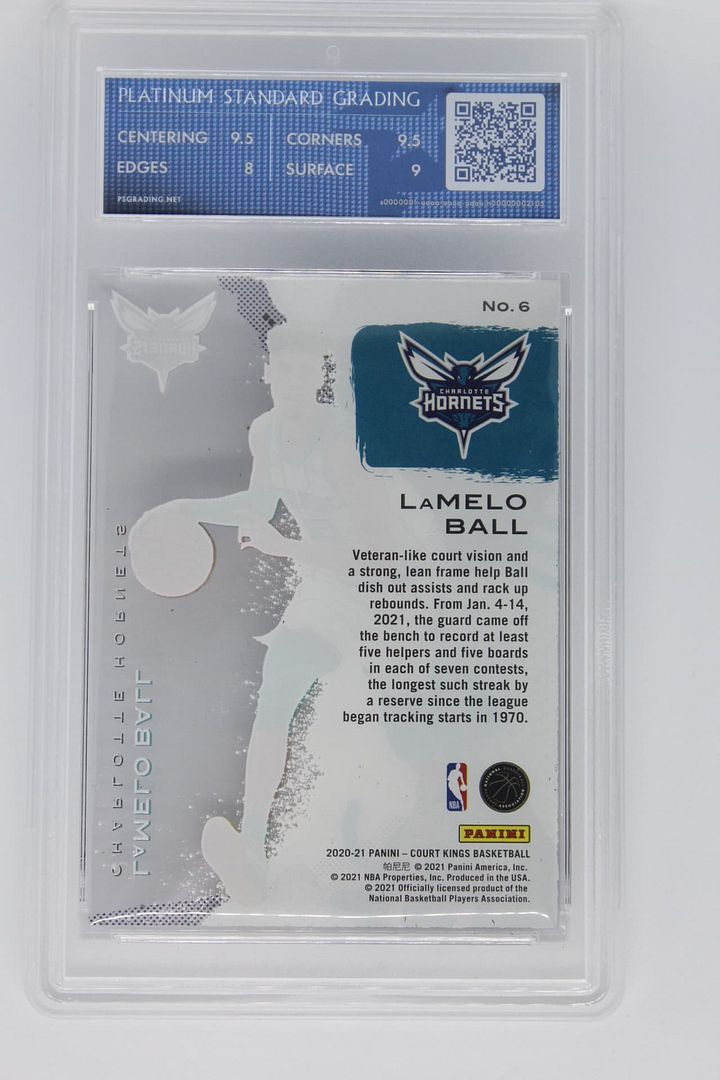 PLATINUM STANDARD GRADING
CENTERING 9.5 CORNERS 9.5
EDGES 8 SURFACE 9
PSGRADING.NET
No. 6
HORNETS
CHARLOTTE
HORNETS
LaMELO
BALL
Veteran-like court vision and
a strong, lean frame help Ball
dish out assists and rack up
rebounds. From Jan. 4-14,
2021, the guard came off
the bench to record at least
five helpers and five boards
in each of seven contests,
the longest such streak by
a reserve since the league
began tracking starts in 1970.
CHARLOTTE HORNETS
LAMELO BALL
NBA
PANINI
2020-21 PANINI – COURT KINGS BASKETBALL
帕尼尼 © 2021 Panini America, Inc.
© 2021 NBA Properties, Inc. Produced in the USA.
© 2021 Officially licensed product of the
National Basketball Players Association.